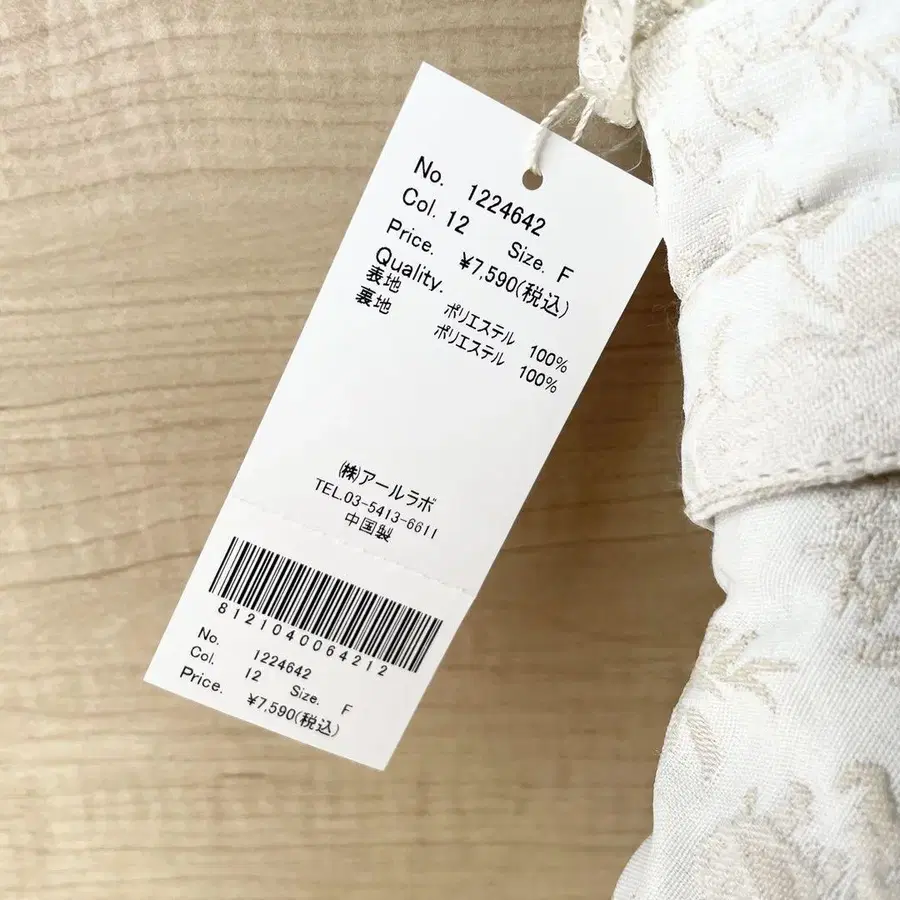 No. 1224642
Col. 12 Size. F
Price. ¥7,590(税込)
Quality.
表地 ポリエステル 100%
裏地 ポリエステル 100%
(株)アールラボ
TEL.03-5413-6611
中国製
8121040064212
No. 1224642
Col. 12 Size. F
Price. ¥7,590(税込)